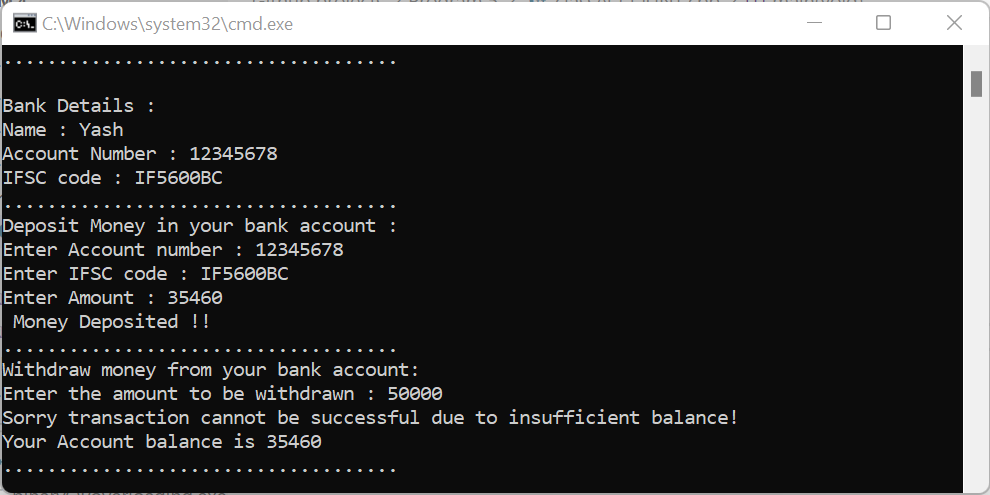 C:\Windows\system32\cmd.exe
....................................
Bank Details :
Name : Yash
Account Number : 12345678
IFSC code : IF5600BC
....................................
Deposit Money in your bank account :
Enter Account number : 12345678
Enter IFSC code : IF5600BC
Enter Amount : 35460
 Money Deposited !!
....................................
Withdraw money from your bank account:
Enter the amount to be withdrawn : 50000
Sorry transaction cannot be successful due to insufficient balance!
Your Account balance is 35460
....................................